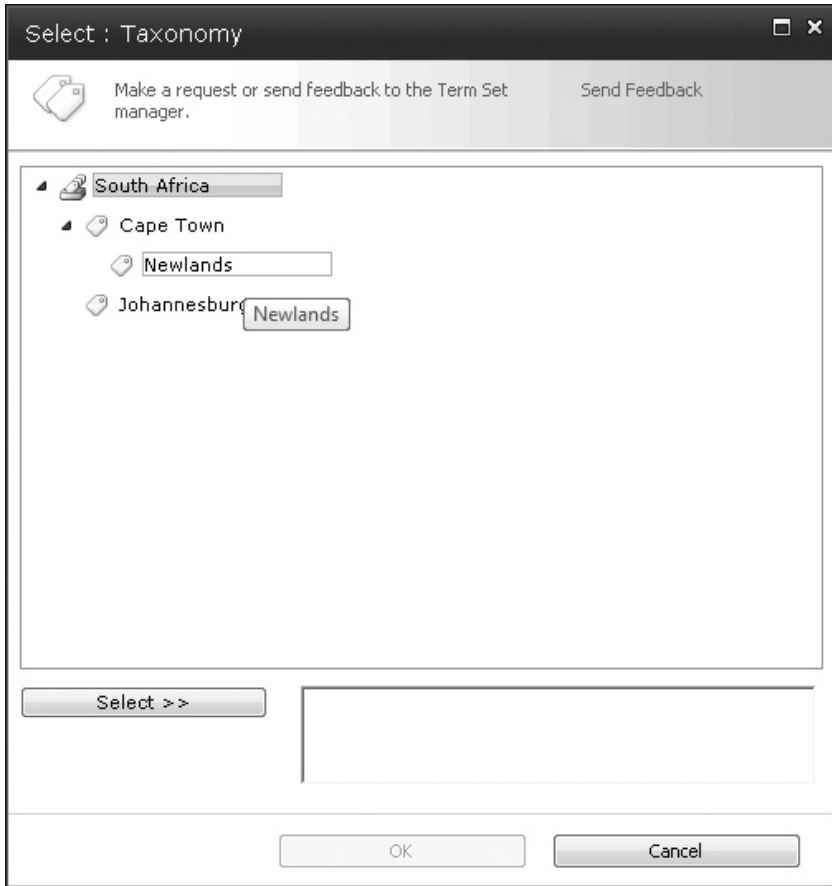 Select : Taxonomy
Make a request or send feedback to the Term Set
manager.
Send Feedback
South Africa
Cape Town
Newlands
Johannesburg
Newlands
Select >>
OK
Cancel